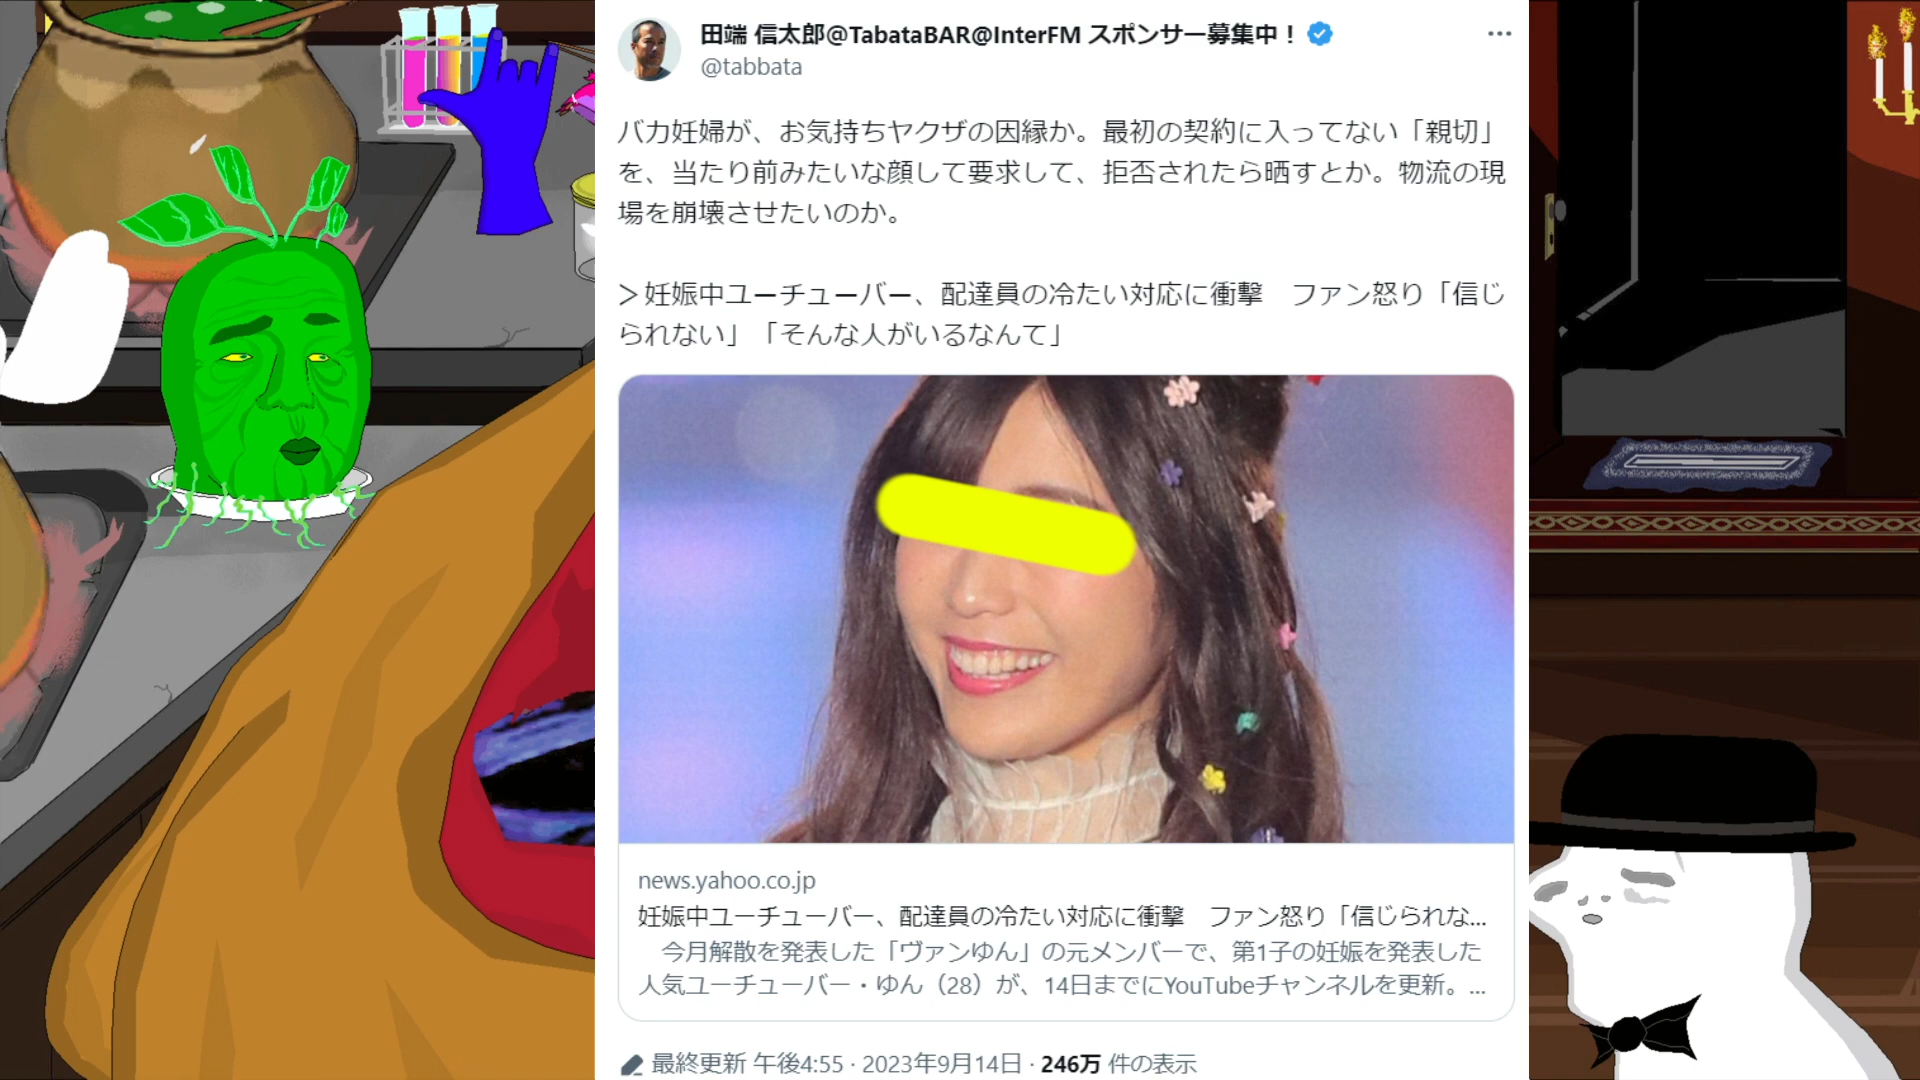 田端 信太郎@TabataBAR@InterFM スポンサー募集中！
@tabbata
バカ妊婦が、お気持ちヤクザの因縁か。最初の契約に入ってない「親切」
を、当たり前みたいな顔して要求して、拒否されたら晒すとか。物流の現
場を崩壊させたいのか。
＞妊娠中ユーチューバー、配達員の冷たい対応に衝撃　ファン怒り「信じ
られない」「そんな人がいるなんて」
news.yahoo.co.jp
妊娠中ユーチューバー、配達員の冷たい対応に衝撃　ファン怒り「信じられな...
今月解散を発表した「ヴァンゆん」の元メンバーで、第1子の妊娠を発表した
人気ユーチューバー・ゆん（28）が、14日までにYouTubeチャンネルを更新。...
最終更新 午後4:55 · 2023年9月14日 · 246万 件の表示